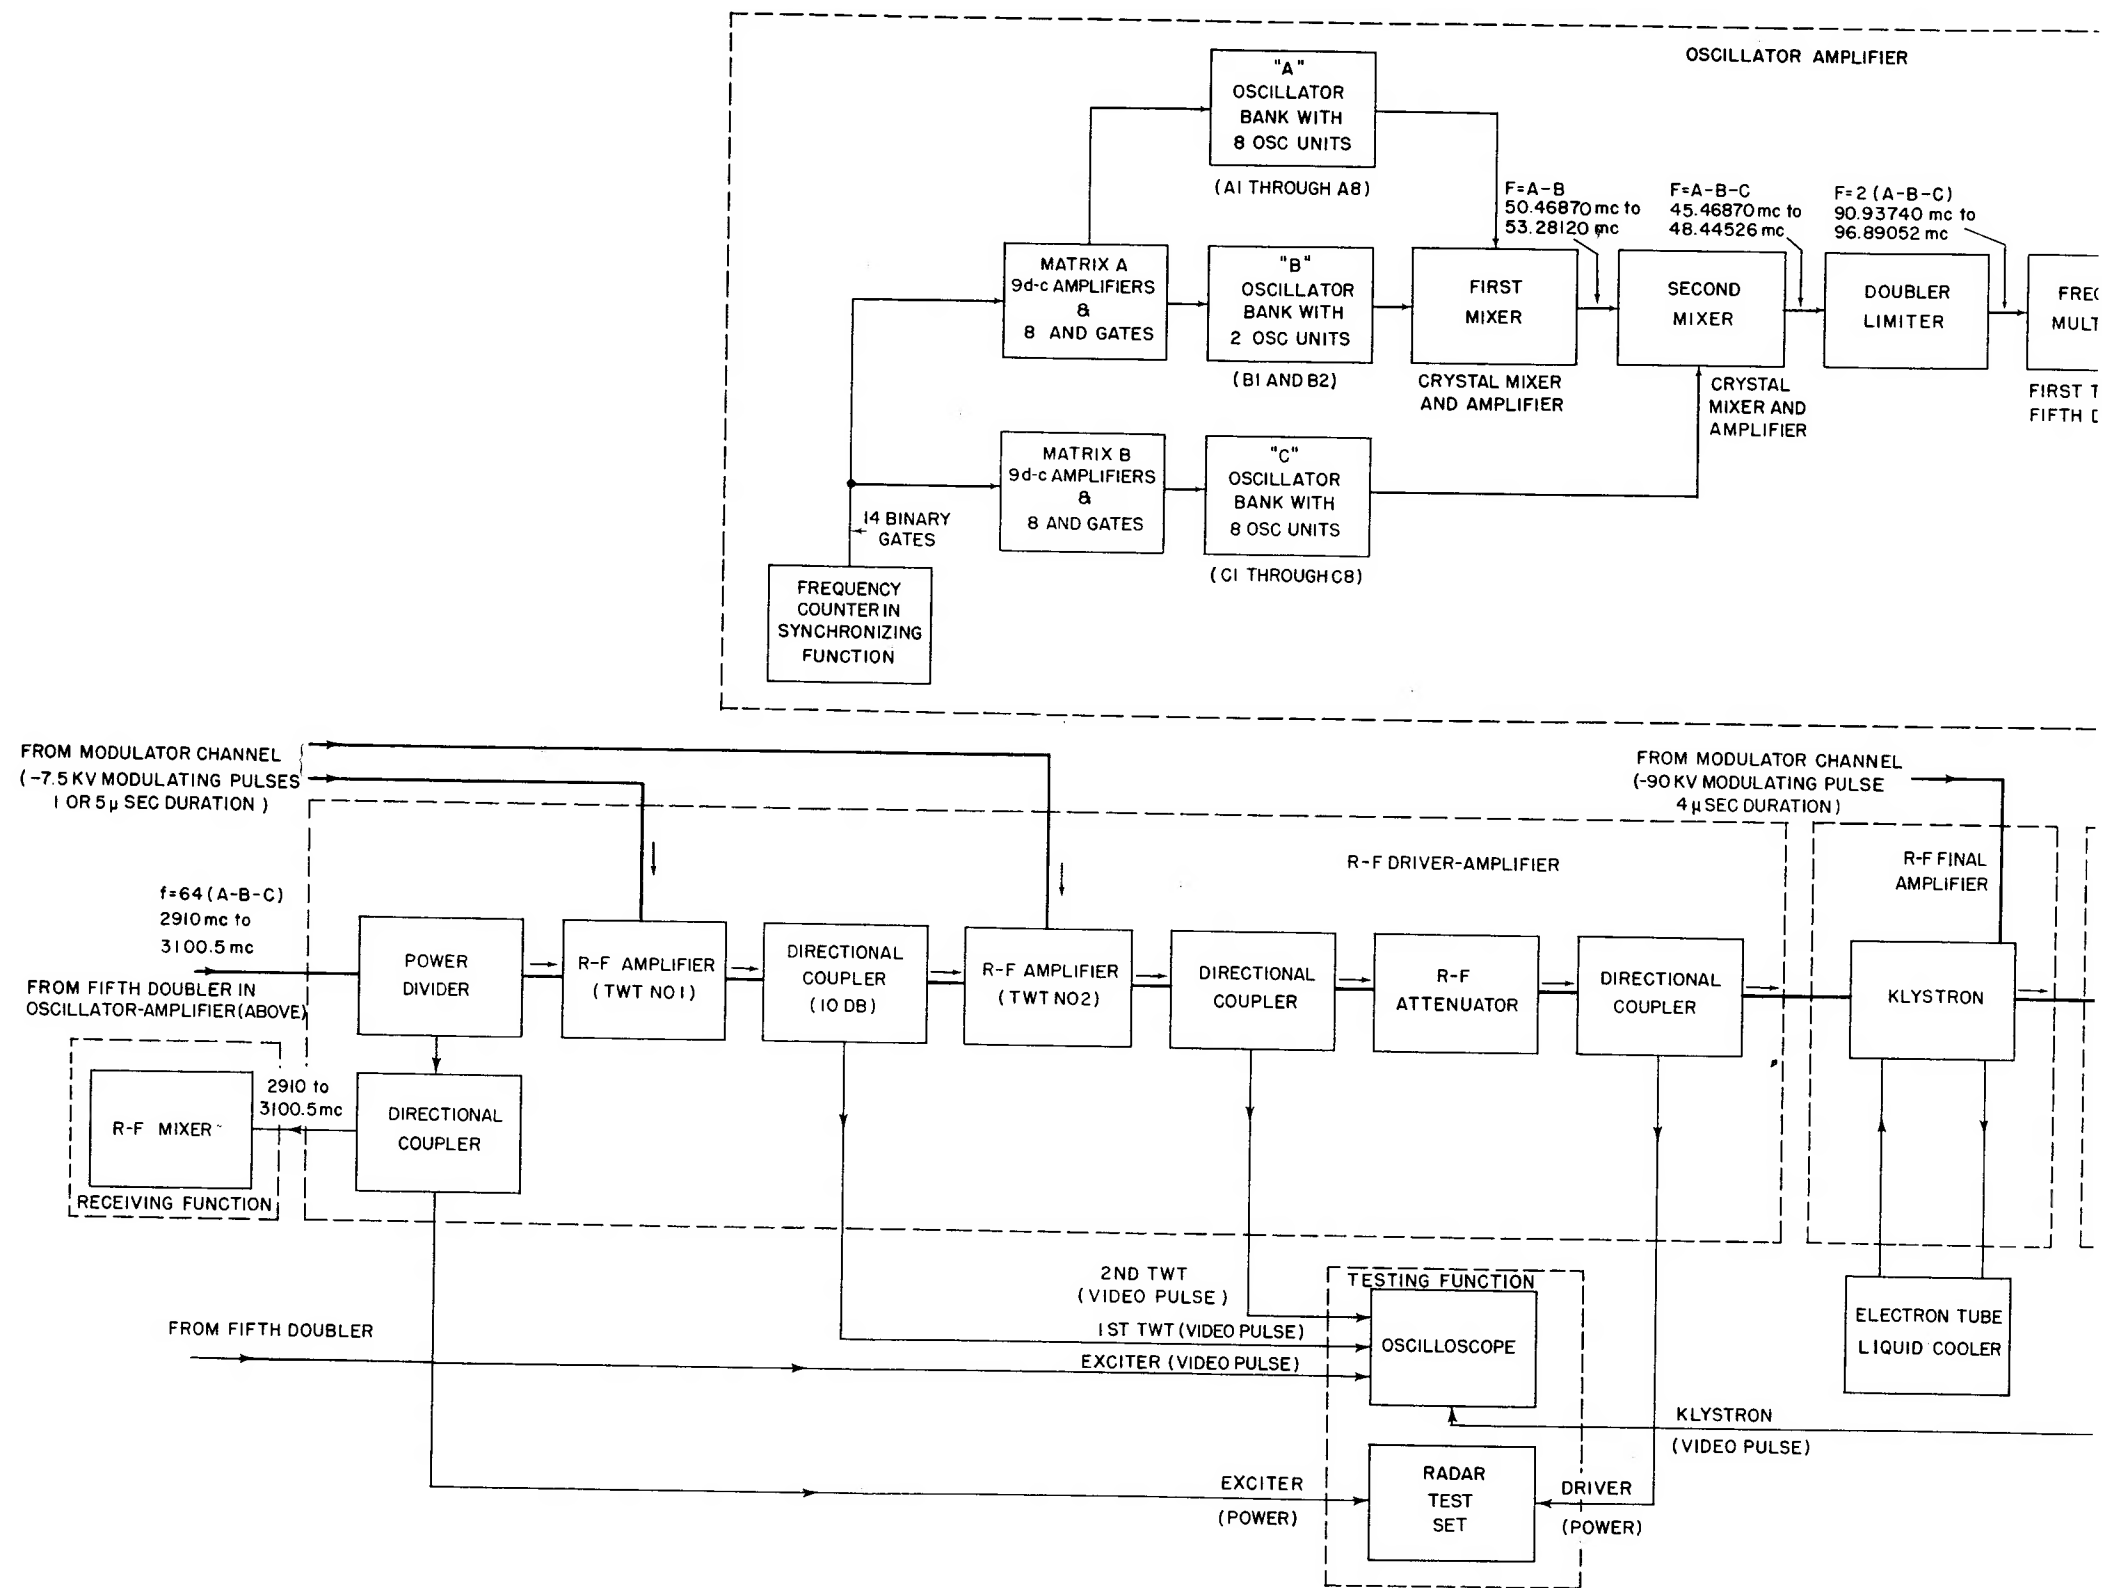 OSCILLATOR AMPLIFIER
"A"
OSCILLATOR
BANK WITH
8 OSC UNITS
(A1 THROUGH A8)
MATRIX A
9d-c AMPLIFIERS
&
8 AND GATES
"B"
OSCILLATOR
BANK WITH
2 OSC UNITS
(B1 AND B2)
FIRST
MIXER
CRYSTAL MIXER
AND AMPLIFIER
F=A-B
50.46870 mc to
53.28120 mc
SECOND
MIXER
CRYSTAL
MIXER AND
AMPLIFIER
F=A-B-C
45.46870 mc to
48.44526 mc
DOUBLER
LIMITER
F=2 (A-B-C)
90.93740 mc to
96.89052 mc
FREC
MULT
FIRST T
FIFTH
MATRIX B
9d-c AMPLIFIERS
&
8 AND GATES
"C"
OSCILLATOR
BANK WITH
8 OSC UNITS
(C1 THROUGH C8)
14 BINARY
GATES
FREQUENCY
COUNTER IN
SYNCHRONIZING
FUNCTION
FROM MODULATOR CHANNEL
(-7.5 KV MODULATING PULSES
1 OR 5 µ SEC DURATION)
FROM MODULATOR CHANNEL
(-90 KV MODULATING PULSE
4 µ SEC DURATION)
R-F DRIVER-AMPLIFIER
R-F FINAL
AMPLIFIER
f=64 (A-B-C)
2910 mc to
3100.5 mc
FROM FIFTH DOUBLER IN
OSCILLATOR-AMPLIFIER (ABOVE)
POWER
DIVIDER
R-F AMPLIFIER
(TWT NO 1)
DIRECTIONAL
COUPLER
(10 DB)
R-F AMPLIFIER
(TWT NO2)
DIRECTIONAL
COUPLER
R-F
ATTENUATOR
DIRECTIONAL
COUPLER
KLYSTRON
R-F MIXER
RECEIVING FUNCTION
2910 to
3100.5 mc
DIRECTIONAL
COUPLER
2ND TWT
(VIDEO PULSE)
1ST TWT (VIDEO PULSE)
EXCITER (VIDEO PULSE)
FROM FIFTH DOUBLER
TESTING FUNCTION
OSCILLOSCOPE
ELECTRON TUBE
LIQUID COOLER
KLYSTRON
(VIDEO PULSE)
EXCITER
(POWER)
RADAR
TEST
SET
DRIVER
(POWER)